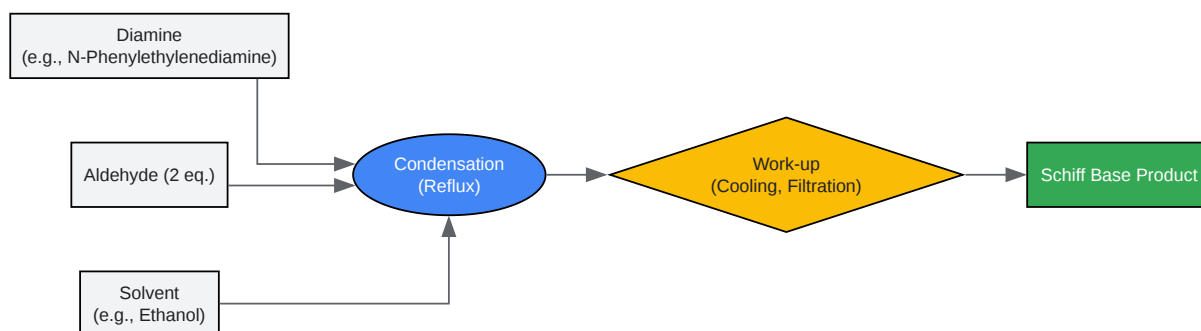 Diamine
(e.g., N-Phenylethylenediamine)
Aldehyde (2 eq.)
Solvent
(e.g., Ethanol)
Condensation
(Reflux)
Work-up
(Cooling, Filtration)
Schiff Base Product